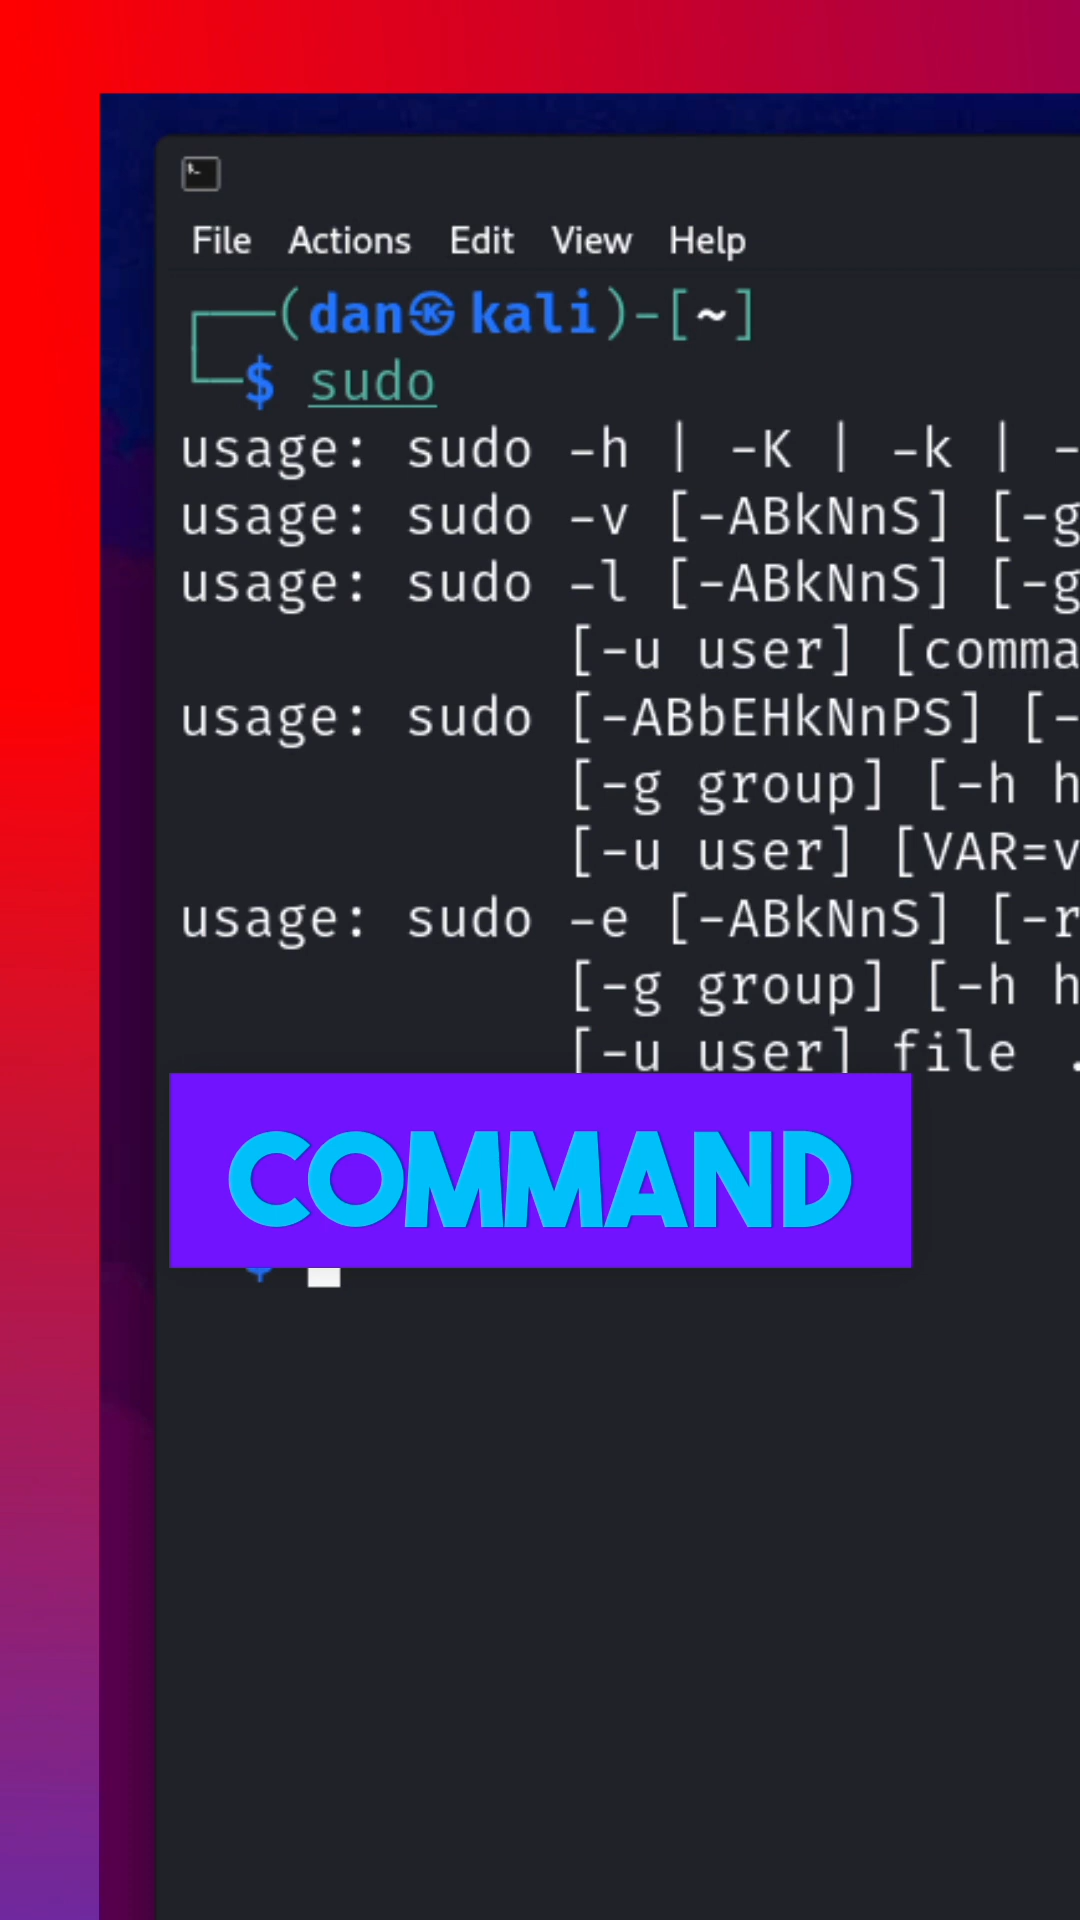 File Actions Edit View Help
┌──(dan㉿kali)-[~]
└─$ sudo
usage: sudo -h | -K | -k | -
usage: sudo -v [-ABkNnS] [-g
usage: sudo -l [-ABkNnS] [-g
[-u user] [comma
usage: sudo [-ABbEHkNnPS] [-
[-g group] [-h h
[-u user] [VAR=v
usage: sudo -e [-ABkNnS] [-r
[-g group] [-h h
[-u user] file .
COMMAND
$